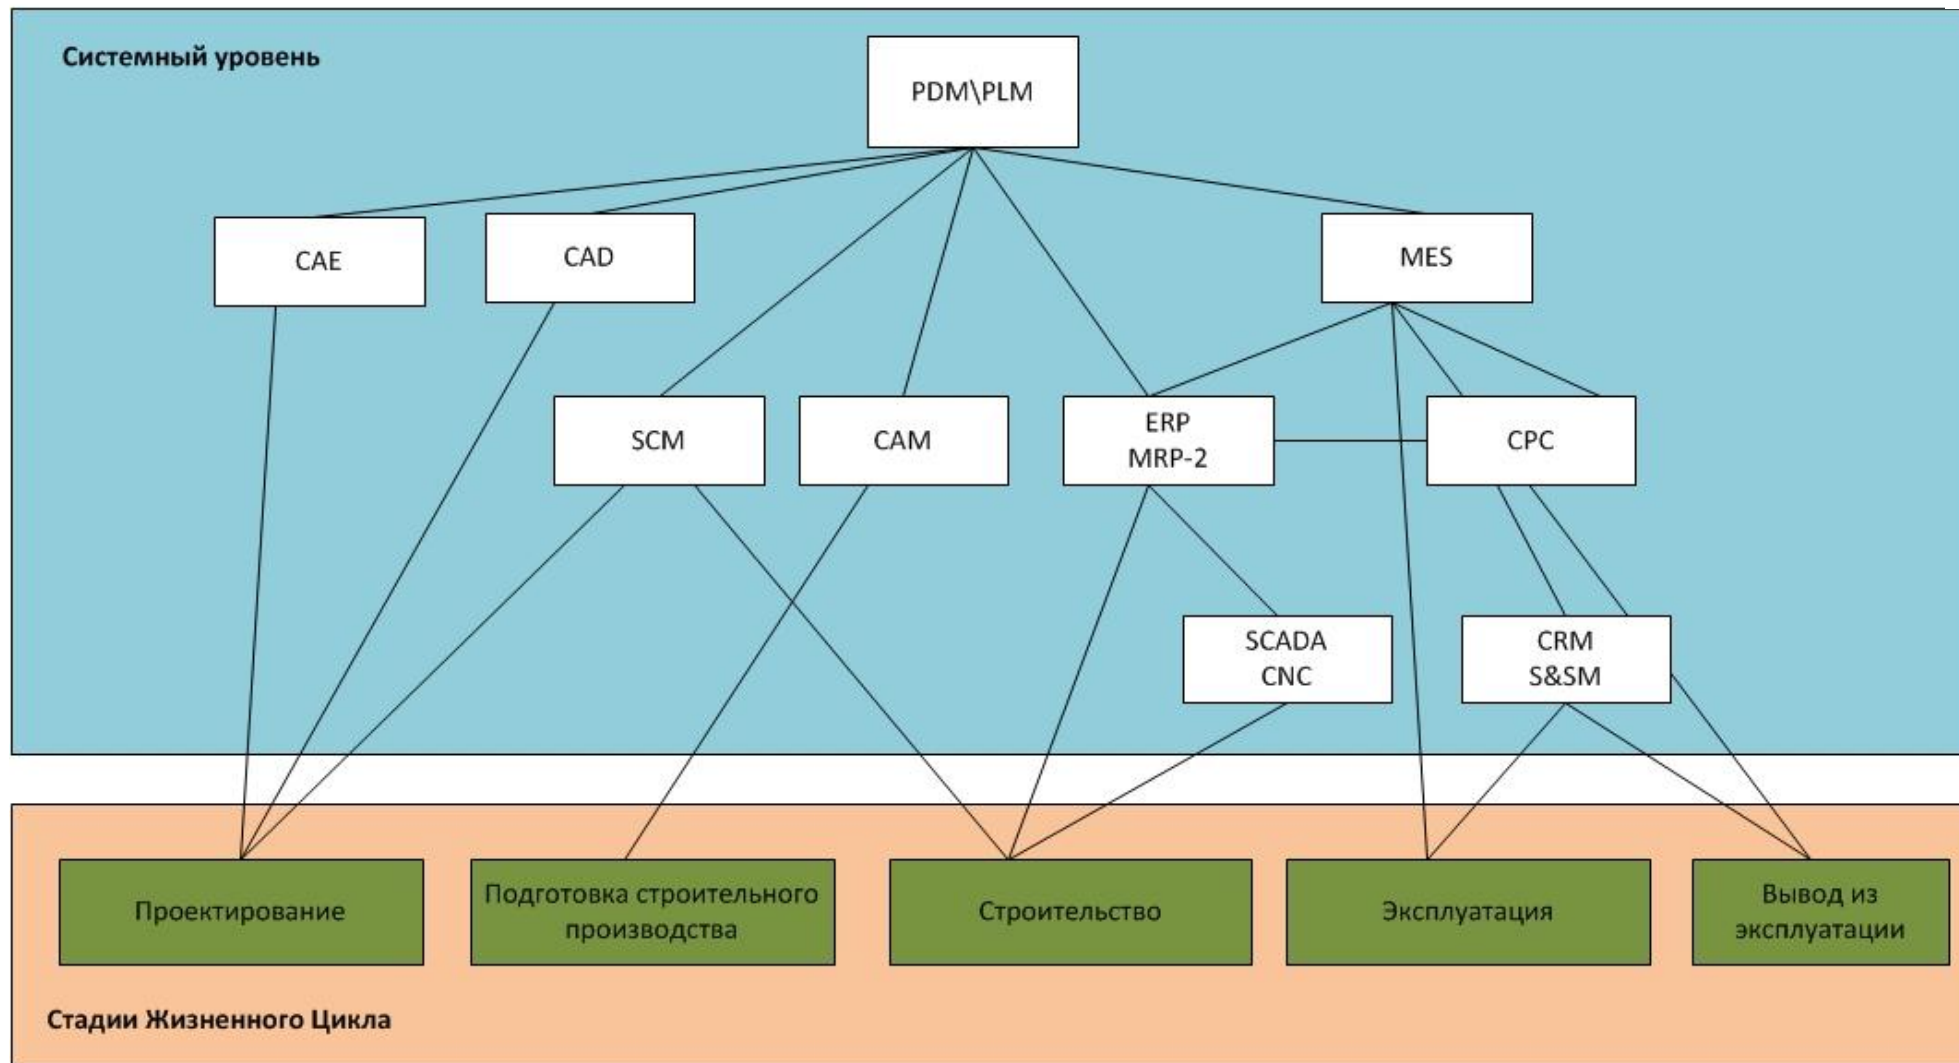 Системный уровень
PDM\PLM
CAE
CAD
MES
SCM
CAM
ERP
MRP-2
CPC
SCADA
CNC
CRM
S&SM
Проектирование
Подготовка строительного
производства
Строительство
Эксплуатация
Вывод из
эксплуатации
Стадии Жизненного Цикла